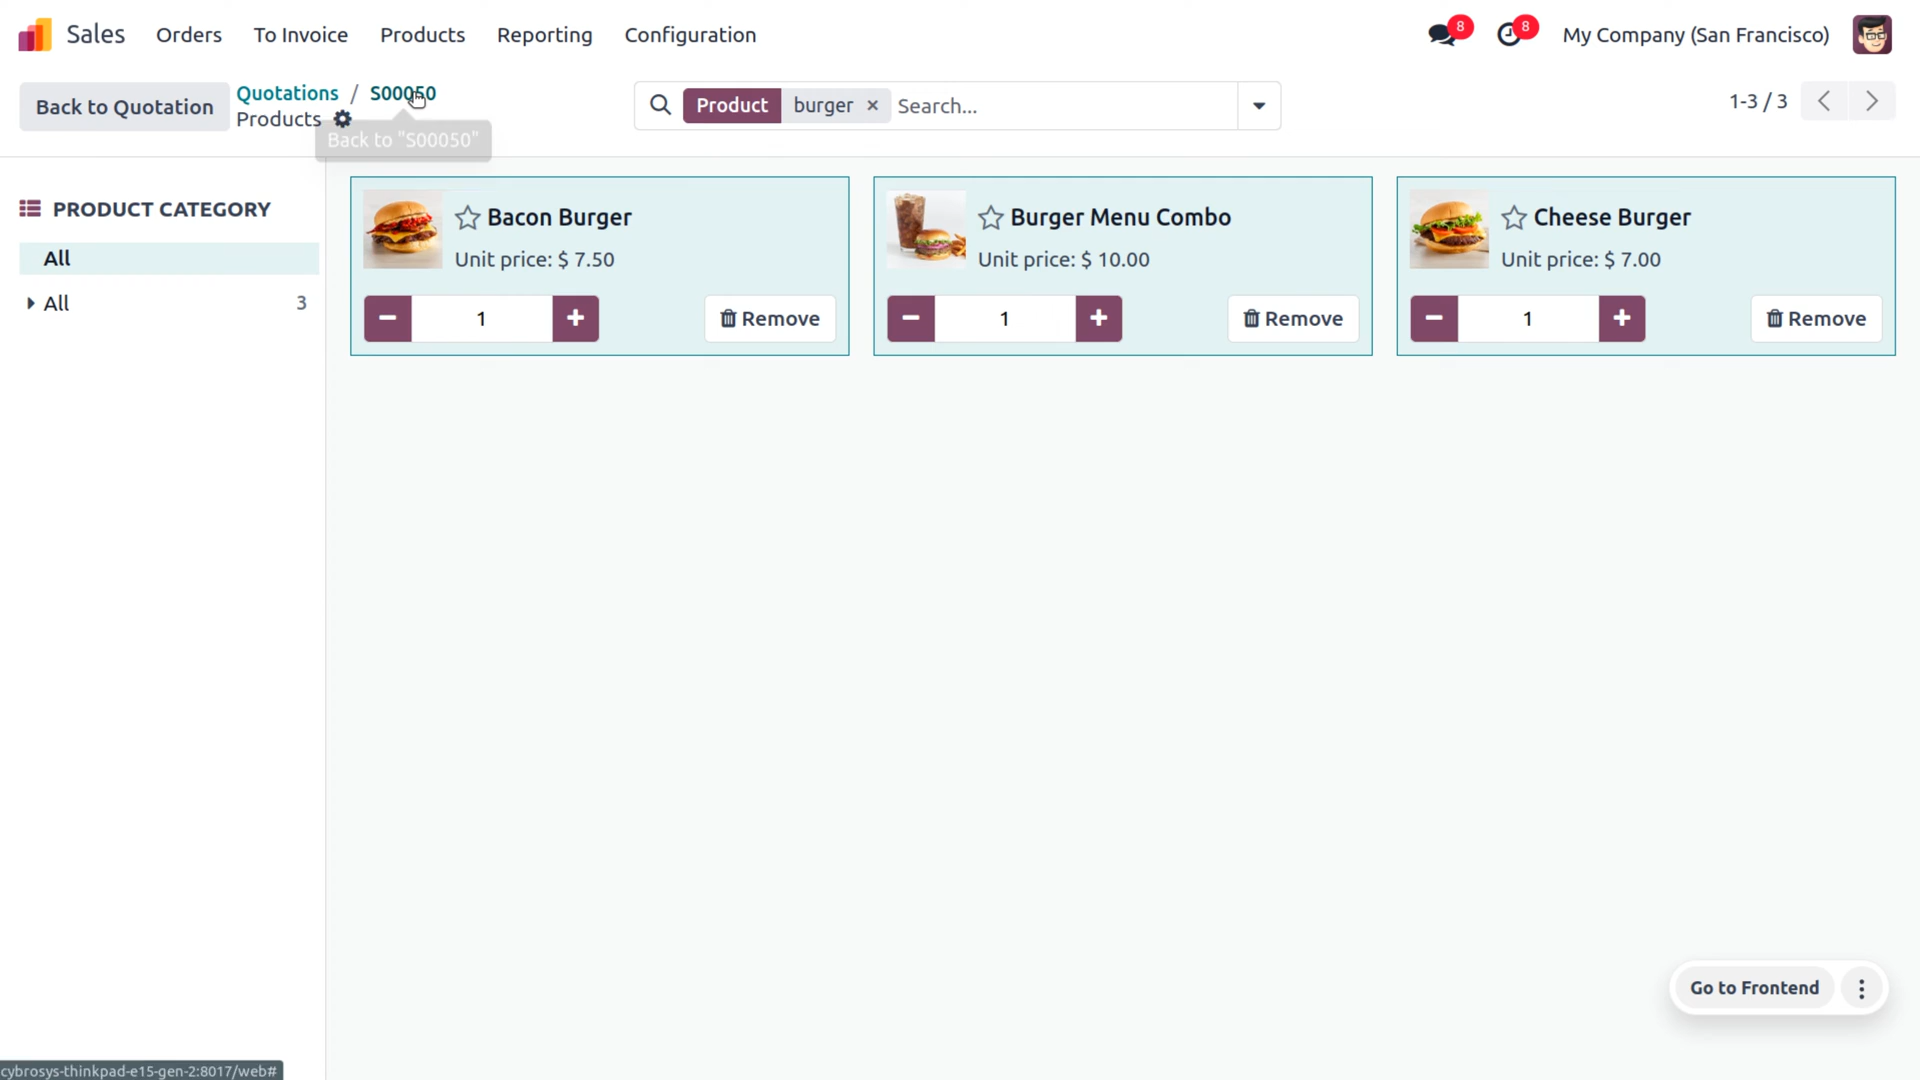 Sales Orders To Invoice Products Reporting Configuration 8 8 My Company (San Francisco)
Back to Quotation Quotations / S00050 Product burger × Search... 1-3 / 3
Products
Back to "S00050"
PRODUCT CATEGORY
All
All 3
Bacon Burger
Unit price: $ 7.50
− 1 + Remove
Burger Menu Combo
Unit price: $ 10.00
− 1 + Remove
Cheese Burger
Unit price: $ 7.00
− 1 + Remove
Go to Frontend
cybrosys-thinkpad-e15-gen-2:8017/web#